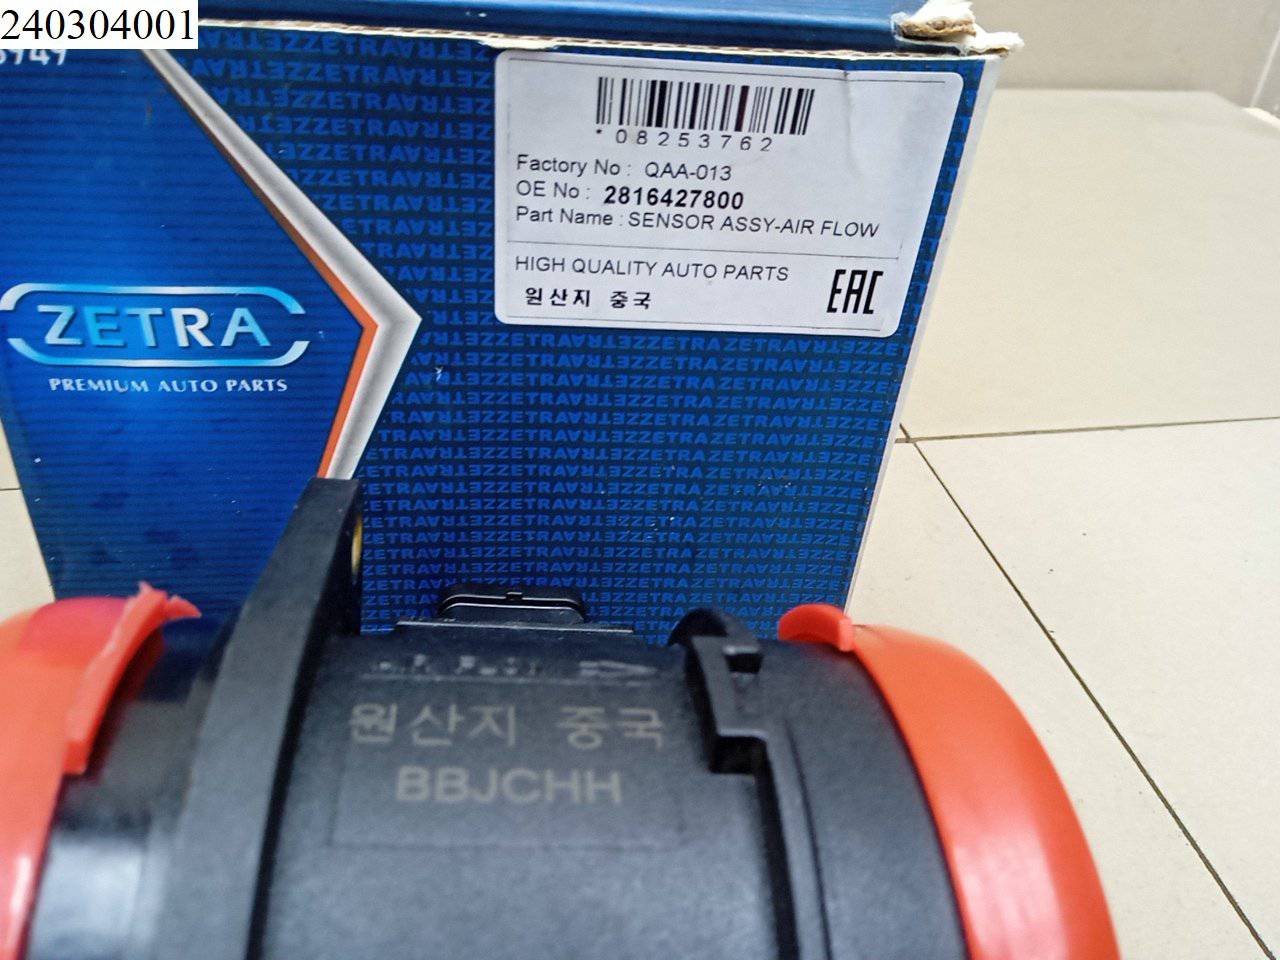 240304001
*08253762
Factory No : QAA-013
OE No : 2816427800
Part Name : SENSOR ASSY-AIR FLOW
HIGH QUALITY AUTO PARTS
원산지 중국
EAC
ZETRA
PREMIUM AUTO PARTS
원산지 중국
BBJCHH